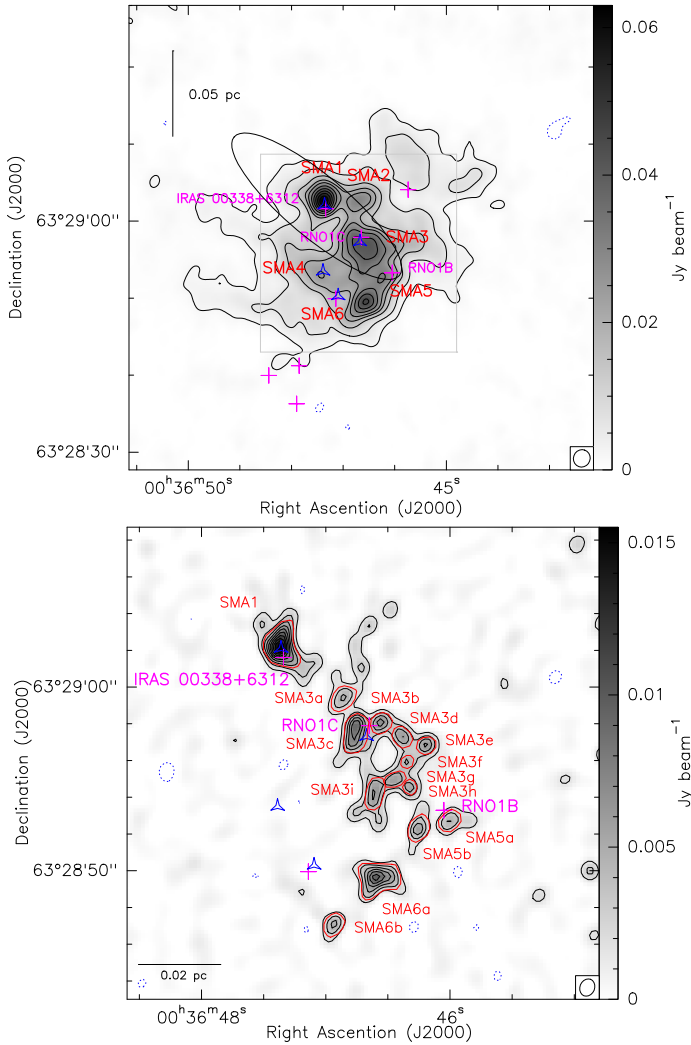 0.05 pc
SMA1
SMA2
IRAS 00338+6312
RNO1C
SMA3
SMA4
RNO1B
SMA5
SMA6
63°29'00''
63°28'30''
Declination (J2000)
00ʰ36ᵐ50ˢ
45ˢ
Right Ascension (J2000)
0.06
0.04
0.02
0
Jy beam⁻¹
SMA1
IRAS 00338+6312
SMA3a
SMA3b
RNO1C
SMA3d
SMA3c
SMA3e
SMA3f
SMA3g
SMA3i
SMA3h
RNO1B
SMA5a
SMA5b
SMA6a
SMA6b
0.02 pc
63°29'00''
63°28'50''
Declination (J2000)
00ʰ36ᵐ48ˢ
46ˢ
Right Ascension (J2000)
0.015
0.01
0.005
0
Jy beam⁻¹